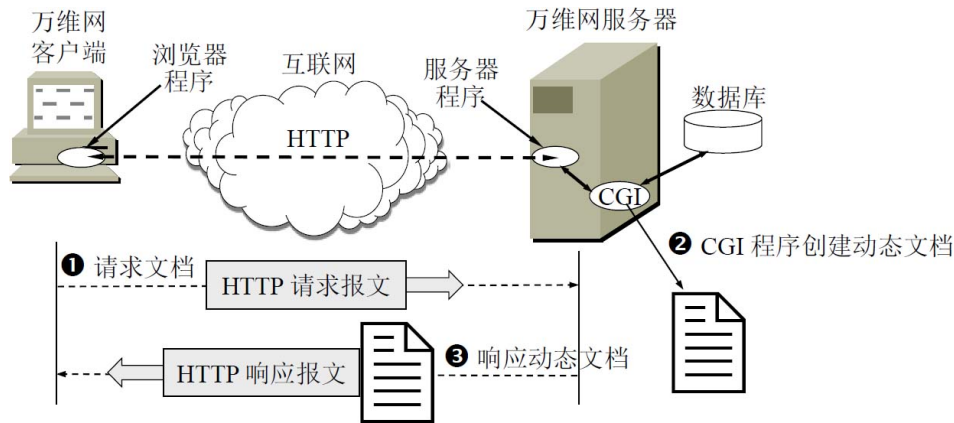 万维网
客户端
浏览器
程序
互联网
HTTP
万维网服务器
服务器
程序
数据库
CGI
❶ 请求文档
HTTP 请求报文
❷ CGI 程序创建动态文档
HTTP 响应报文
❸ 响应动态文档